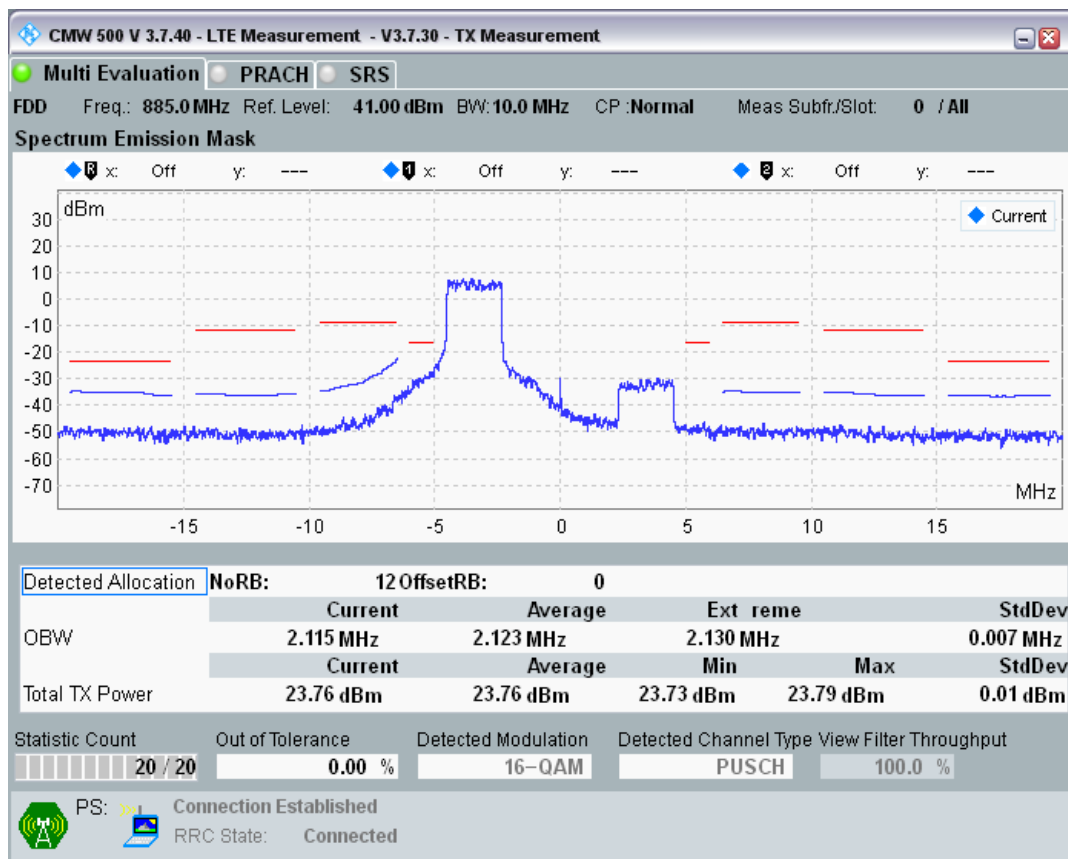 CMW 500 V 3.7.40 - LTE Measurement - V3.7.30 - TX Measurement
Multi Evaluation PRACH SRS
FDD Freq.: 885.0 MHz Ref. Level: 41.00 dBm BW: 10.0 MHz CP :Normal Meas Subfr./Slot: 0 / All
Spectrum Emission Mask
R x: Off y: --- 1 x: Off y: --- 2 x: Off y: ---
dBm
Current
30
20
10
0
-10
-20
-30
-40
-50
-60
-70
MHz
-15 -10 -5 0 5 10 15
Detected Allocation NoRB: 12 OffsetRB: 0
Current Average Ext reme StdDev
OBW 2.115 MHz 2.123 MHz 2.130 MHz 0.007 MHz
Current Average Min Max StdDev
Total TX Power 23.76 dBm 23.76 dBm 23.73 dBm 23.79 dBm 0.01 dBm
Statistic Count Out of Tolerance Detected Modulation Detected Channel Type View Filter Throughput
20 / 20 0.00 % 16-QAM PUSCH 100.0 %
PS: Connection Established
RRC State: Connected